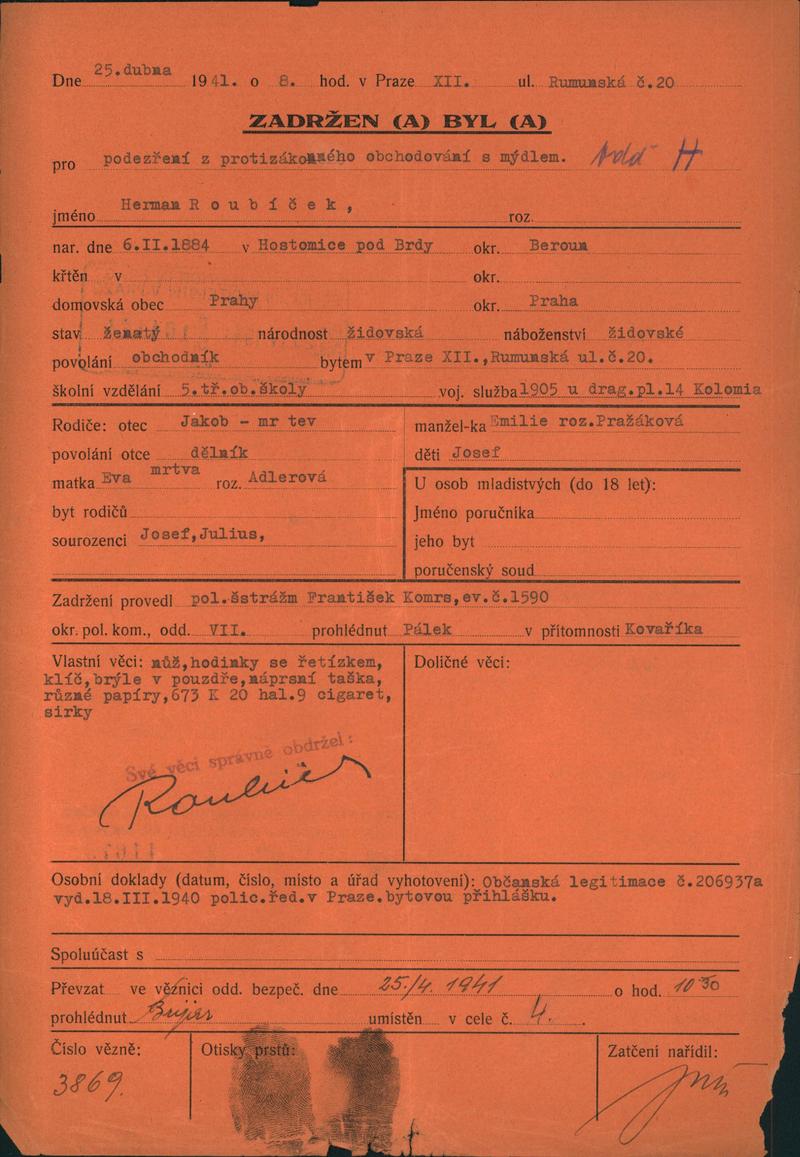 Dne 25.dubna 1941. o 8. hod. v Praze XII. ul. Rumunská č.20
ZADRŽEN (A) BYL (A)
pro podezření z protizákonného obchodování s mýdlem. H
jméno Herman Roubíček, roz.
nar. dne 6.II.1884 v Hostomice pod Brdy okr. Beroun
křtěn v okr.
domovská obec Prahy okr. Praha
stav ženatý národnost židovská náboženství židovské
povolání obchodník bytem v Praze XII.,Rumunská ul.č.20.
školní vzdělání 5.tř.ob.školy voj. služba 1905 u drag.pl.14 Kolomia
Rodiče: otec Jakob - mr tev
povolání otce dělník
matka Eva mrtva roz. Adlerová
byt rodičů
sourozenci Josef,Julius,
manžel-ka Emilie roz.Pražáková
děti Josef
U osob mladistvých (do 18 let):
Jméno poručníka
jeho byt
poručenský soud
Zadržení provedl pol.šstrážm František Komrs,ev.č.1590
okr. pol. kom., odd. VII. prohlédnut Pálek v přítomnosti Kovaříka
Vlastní věci: nůž,hodinky se řetízkem,
klíč,brýle v pouzdře,náprsní taška,
různé papíry,673 K 20 hal.9 cigaret,
sirky
Své věci správně obdržel:
Doličné věci:
Osobní doklady (datum, číslo, místo a úřad vyhotovení): Občanská legitimace č.206937a
vyd.18.III.1940 polic.řed.v Praze.bytovou přihlášku.
Spoluúčast s
Převzat ve věznici odd. bezpeč. dne 25/4. 1941 o hod. 10 30
prohlédnut umístěn v cele č. 4.
Číslo vězně:
3869.
Otisky prstů:
Zatčení nařídil: